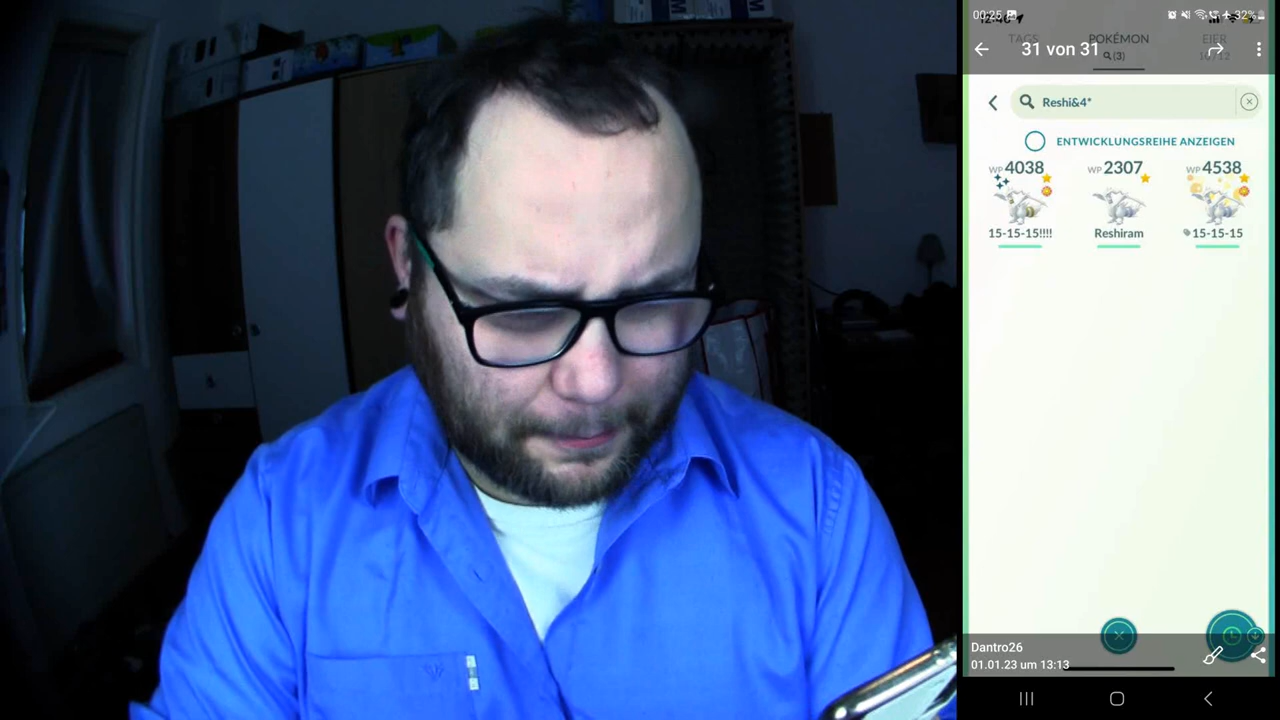 00:25
32%
TAGS
POKÉMON
EIER
31 von 31
(3)
Reshi&4*
ENTWICKLUNGSREIHE ANZEIGEN
WP 4038
WP 2307
WP 4538
15-15-15!!!!
Reshiram
15-15-15
Dantro26
01.01.23 um 13:13